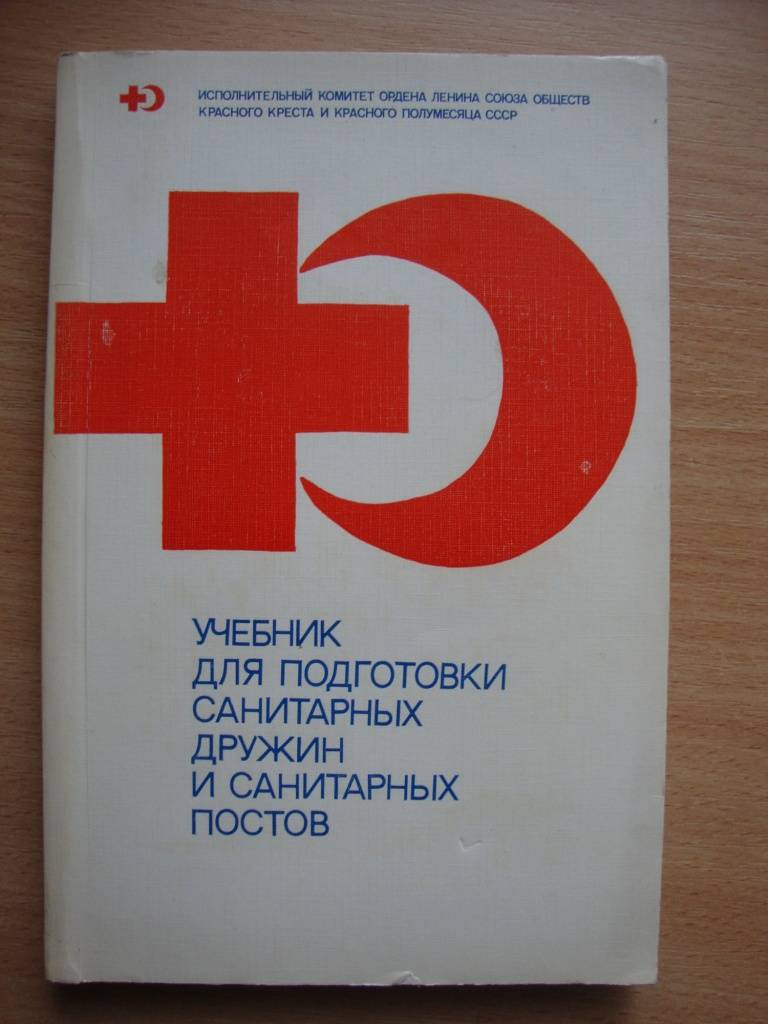 ИСПОЛНИТЕЛЬНЫЙ КОМИТЕТ ОРДЕНА ЛЕНИНА СОЮЗА ОБЩЕСТВ
КРАСНОГО КРЕСТА И КРАСНОГО ПОЛУМЕСЯЦА СССР
УЧЕБНИК
ДЛЯ ПОДГОТОВКИ
САНИТАРНЫХ
ДРУЖИН
И САНИТАРНЫХ
ПОСТОВ